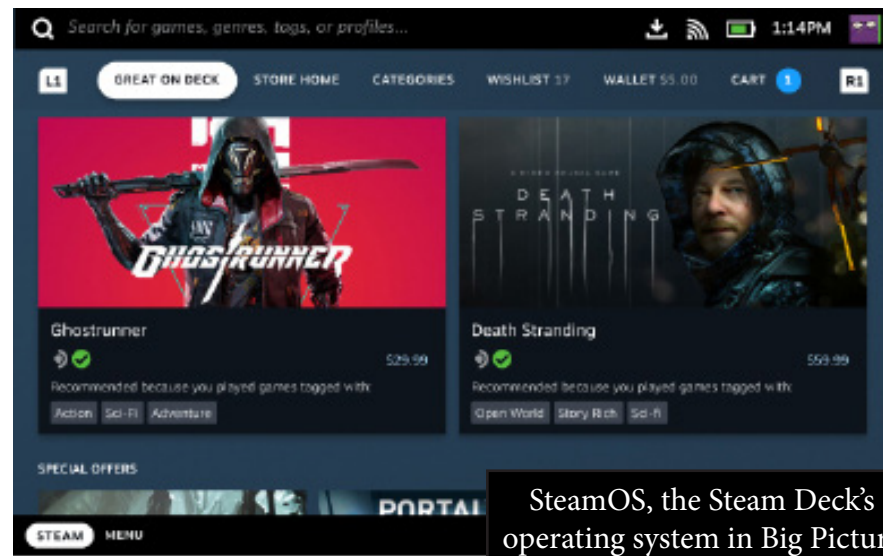 Search for games, genres, tags, or profiles...
1:14PM
L1 GREAT ON DECK STORE HOME CATEGORIES WISHLIST 17 WALLET $5.00 CART 1 R1
GHOSTRUNNER
DEATH
STRANDING
Ghostrunner
$29.99
Recommended because you played games tagged with:
Action Sci-Fi Adventure
Death Stranding
$59.99
Recommended because you played games tagged with:
Open World Story Rich Sci-fi
SPECIAL OFFERS
PORTAL
STEAM MENU
SteamOS, the Steam Deck's
operating system in Big Pictur